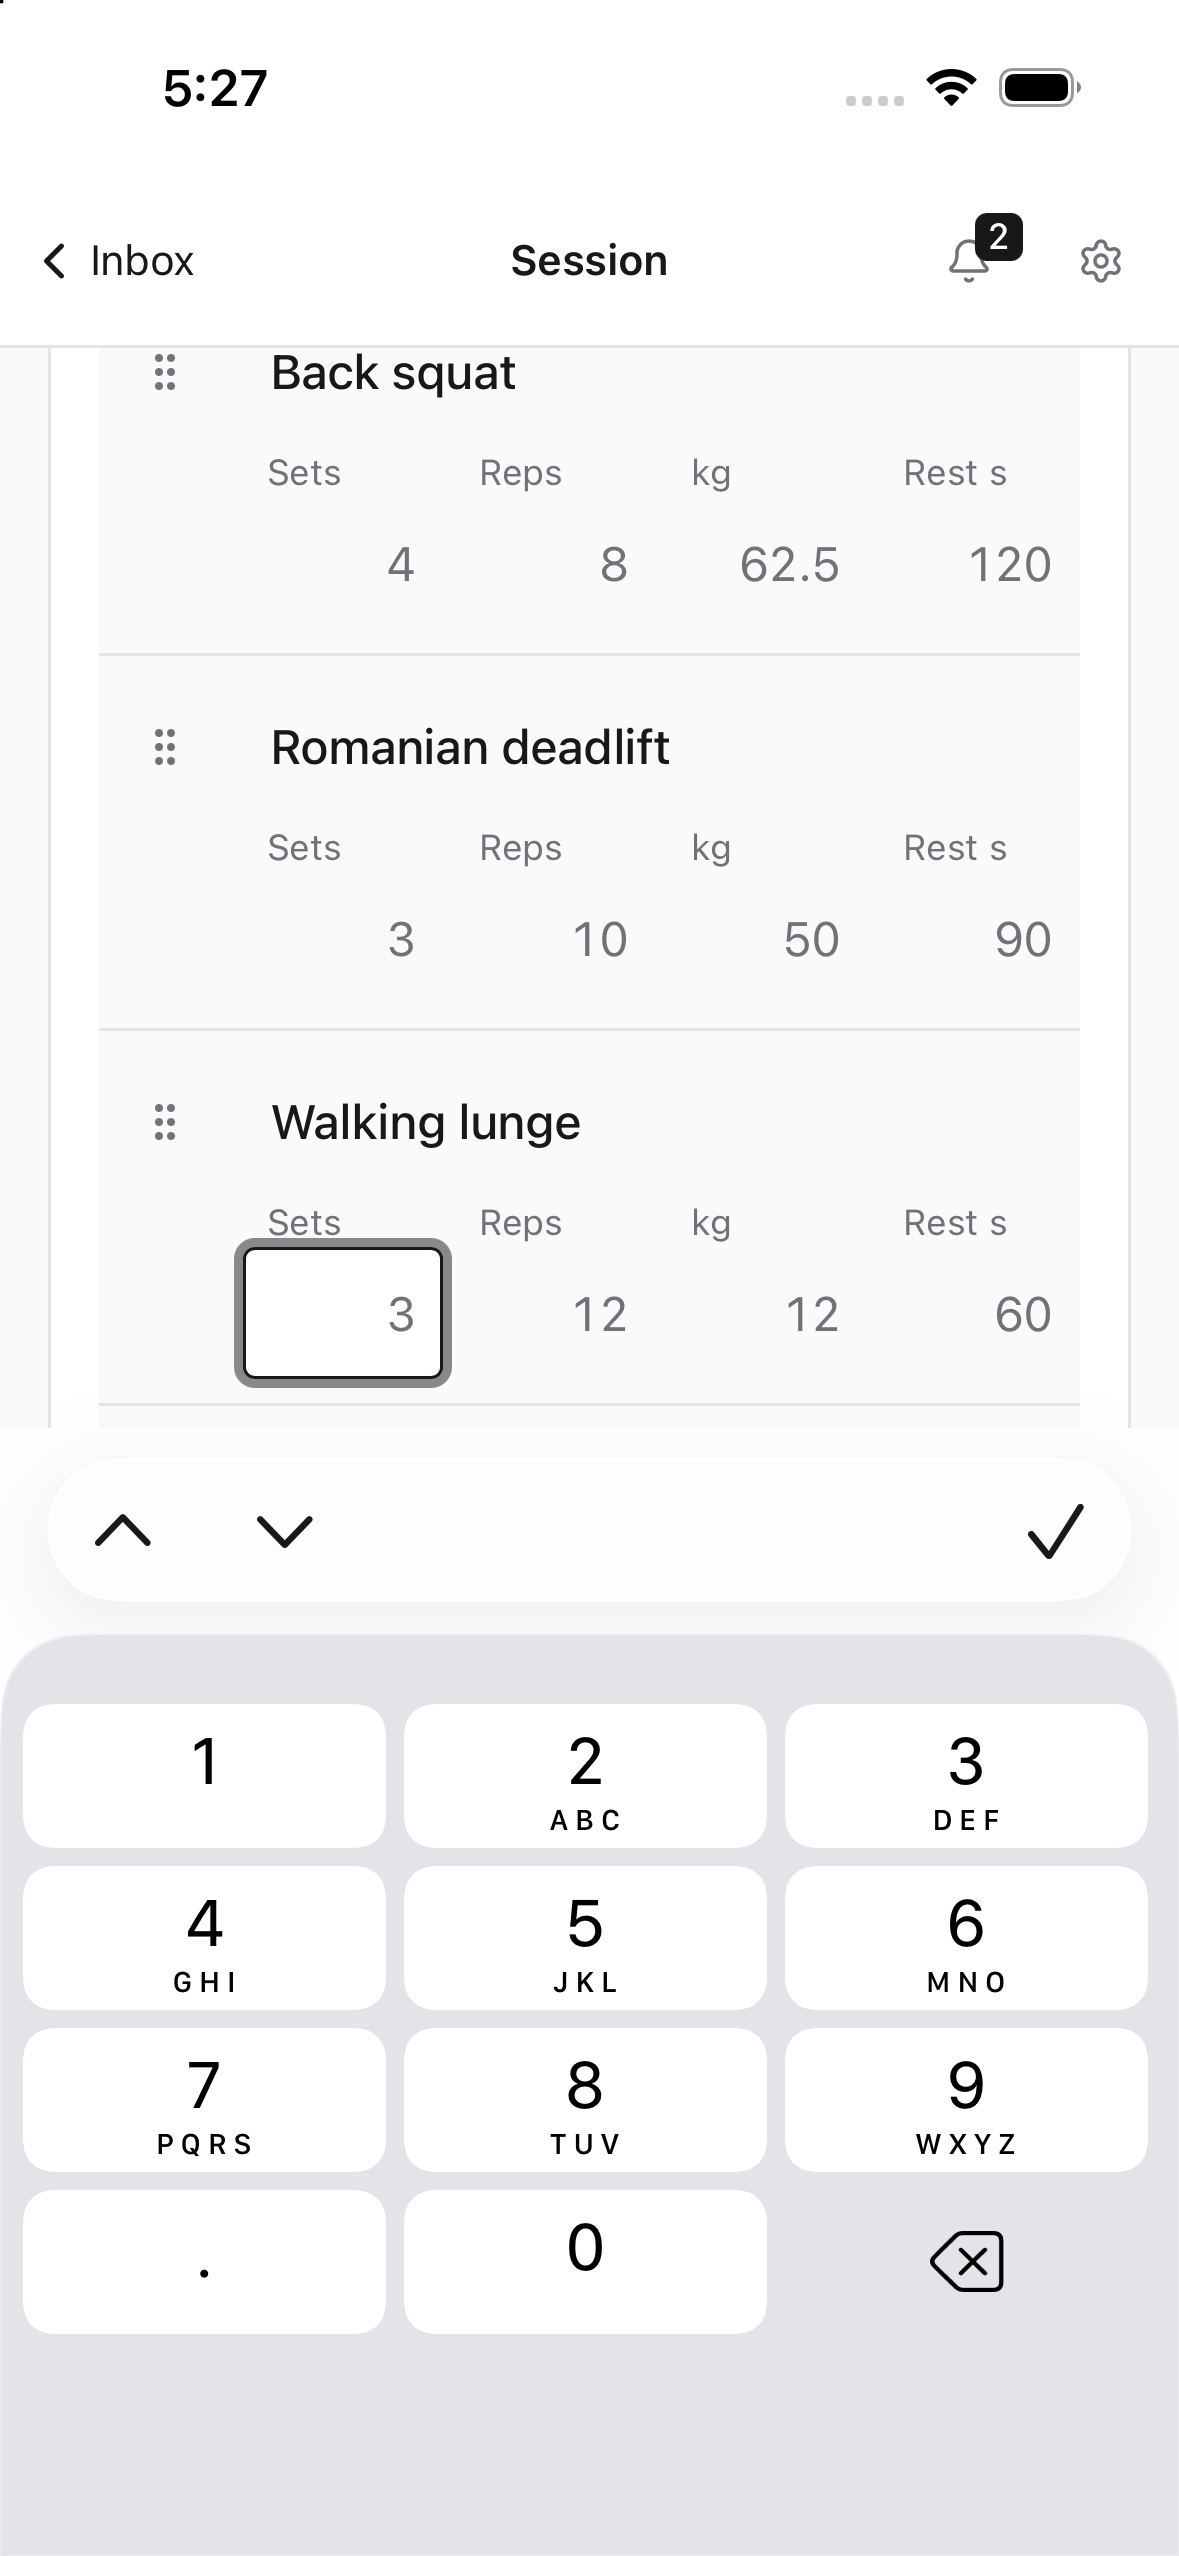 5:27
Inbox
Session
2
Back squat
Sets Reps kg Rest s
4 8 62.5 120
Romanian deadlift
Sets Reps kg Rest s
3 10 50 90
Walking lunge
Sets Reps kg Rest s
3 12 12 60
1 2 3
ABC DEF
4 5 6
GHI JKL MNO
7 8 9
PQRS TUV WXYZ
. 0